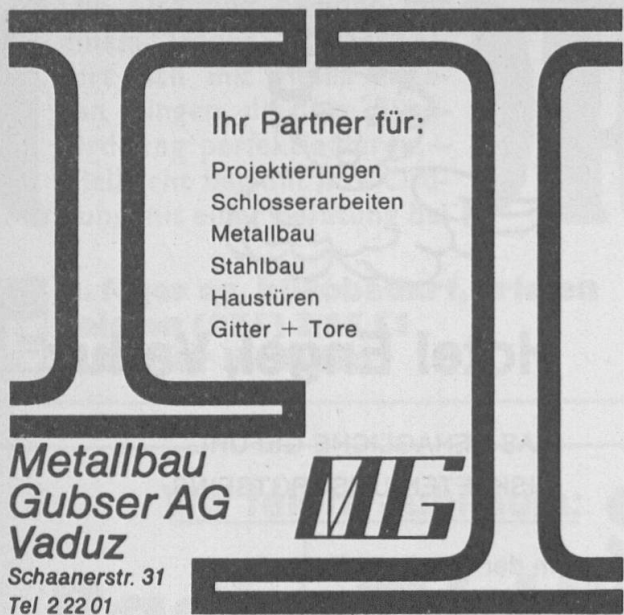 Ihr Partner für:
Projektierungen
Schlosserarbeiten
Metallbau
Stahlbau
Haustüren
Gitter + Tore
Metallbau
Gubser AG
Vaduz
MG
Schaanerstr. 31
Tel 2 22 01